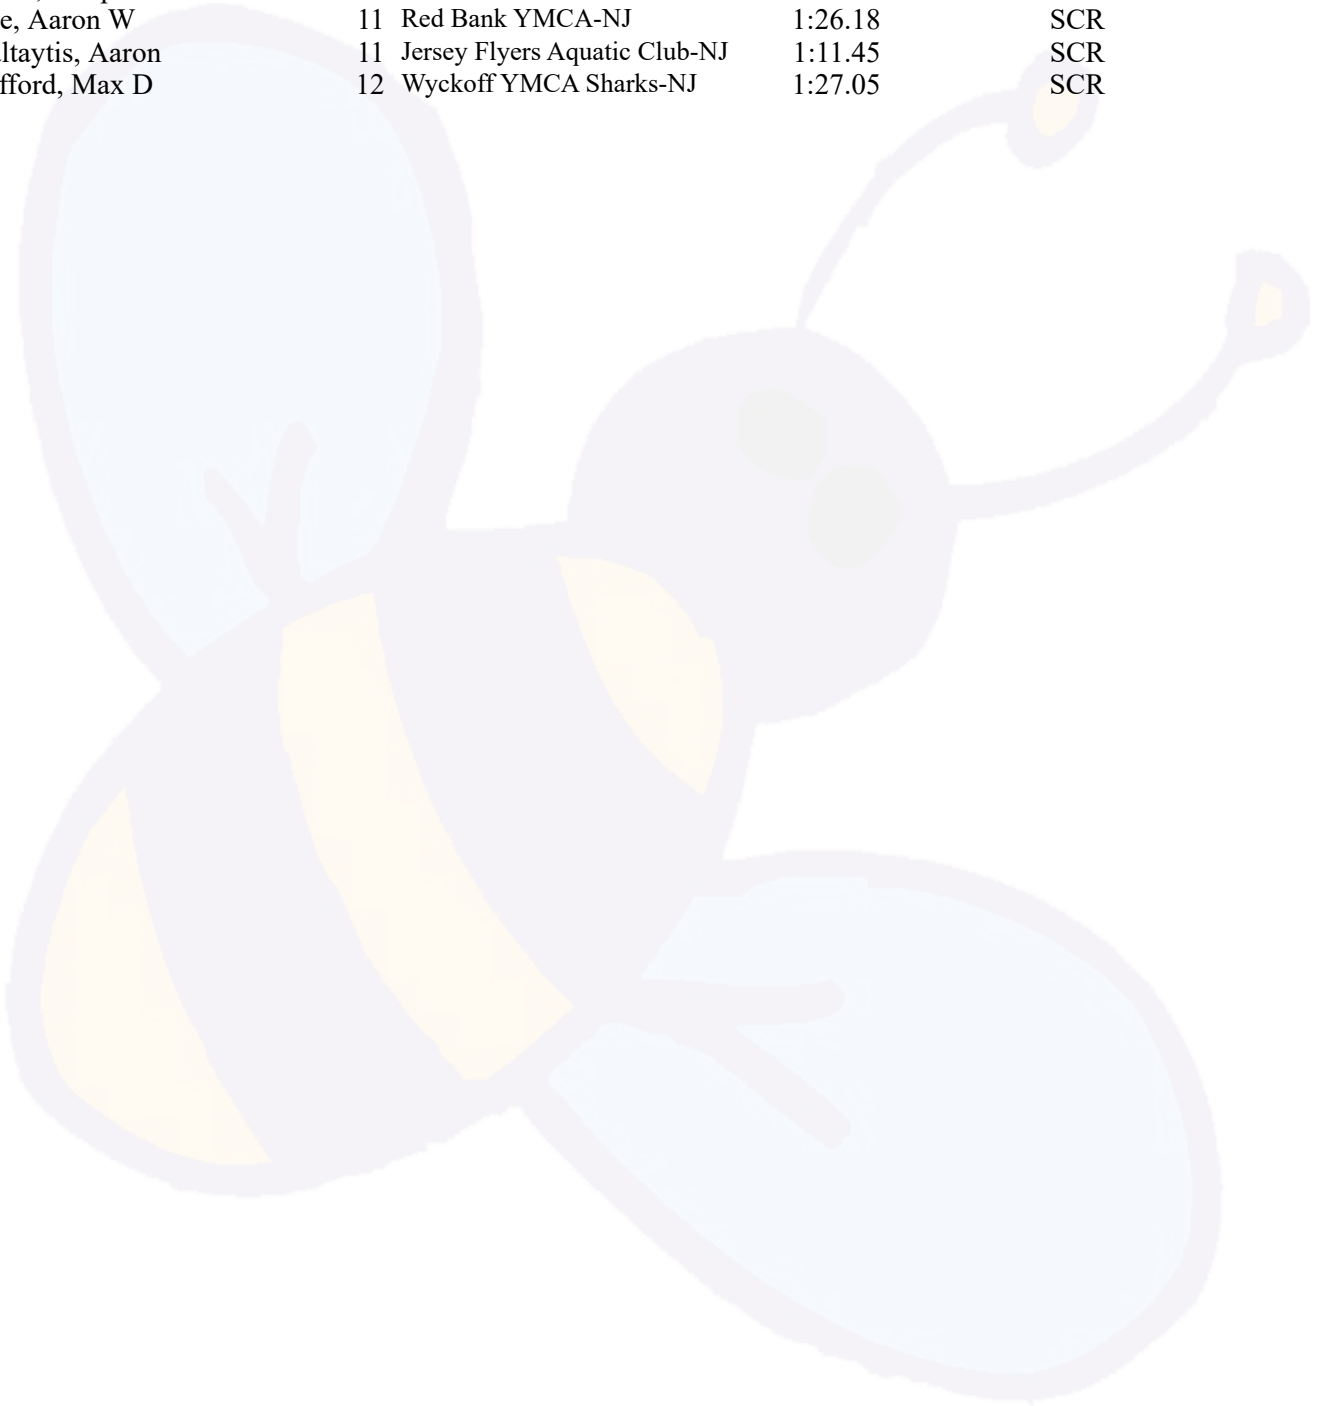 e, Aaron W 11 Red Bank YMCA-NJ 1:26.18 SCR
ltaytis, Aaron 11 Jersey Flyers Aquatic Club-NJ 1:11.45 SCR
fford, Max D 12 Wyckoff YMCA Sharks-NJ 1:27.05 SCR